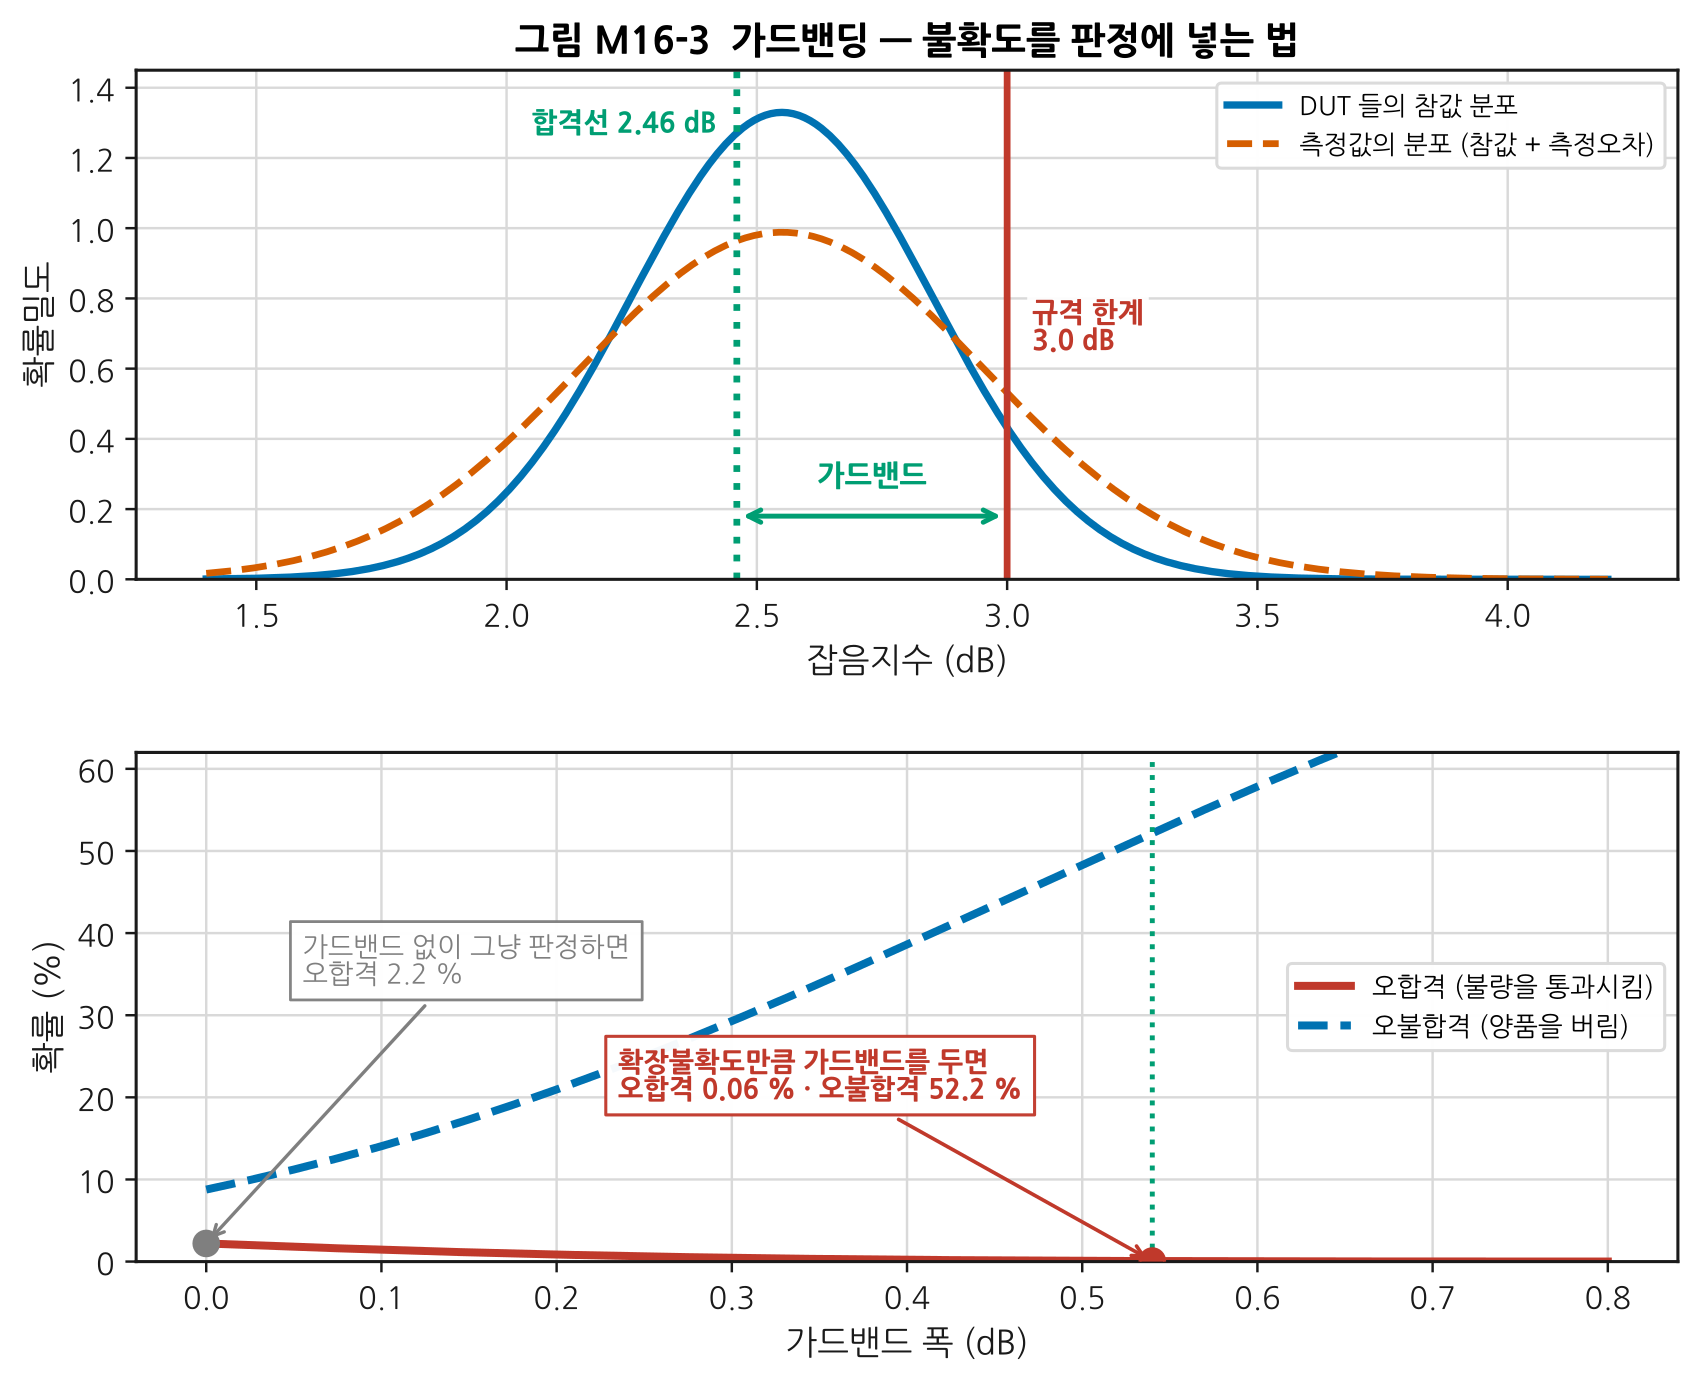 그림 M16-3 가드밴딩 — 불확도를 판정에 넣는 법
합격선 2.46 dB
DUT 들의 참값 분포
측정값의 분포 (참값 + 측정오차)
규격 한계
3.0 dB
가드밴드
확률밀도
1.4
1.2
1.0
0.8
0.6
0.4
0.2
0.0
1.5
2.0
2.5
3.0
3.5
4.0
잡음지수 (dB)
60
50
40
30
20
10
0
확률 (%)
가드밴드 없이 그냥 판정하면
오합격 2.2 %
확장불확도만큼 가드밴드를 두면
오합격 0.06 % · 오불합격 52.2 %
오합격 (불량을 통과시킴)
오불합격 (양품을 버림)
0.0
0.1
0.2
0.3
0.4
0.5
0.6
0.7
0.8
가드밴드 폭 (dB)